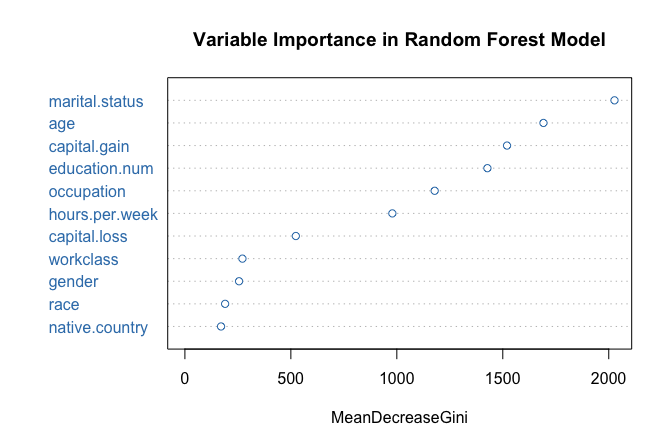 Variable Importance in Random Forest Model
marital.status
age
capital.gain
education.num
occupation
hours.per.week
capital.loss
workclass
gender
race
native.country
0 500 1000 1500 2000
MeanDecreaseGini